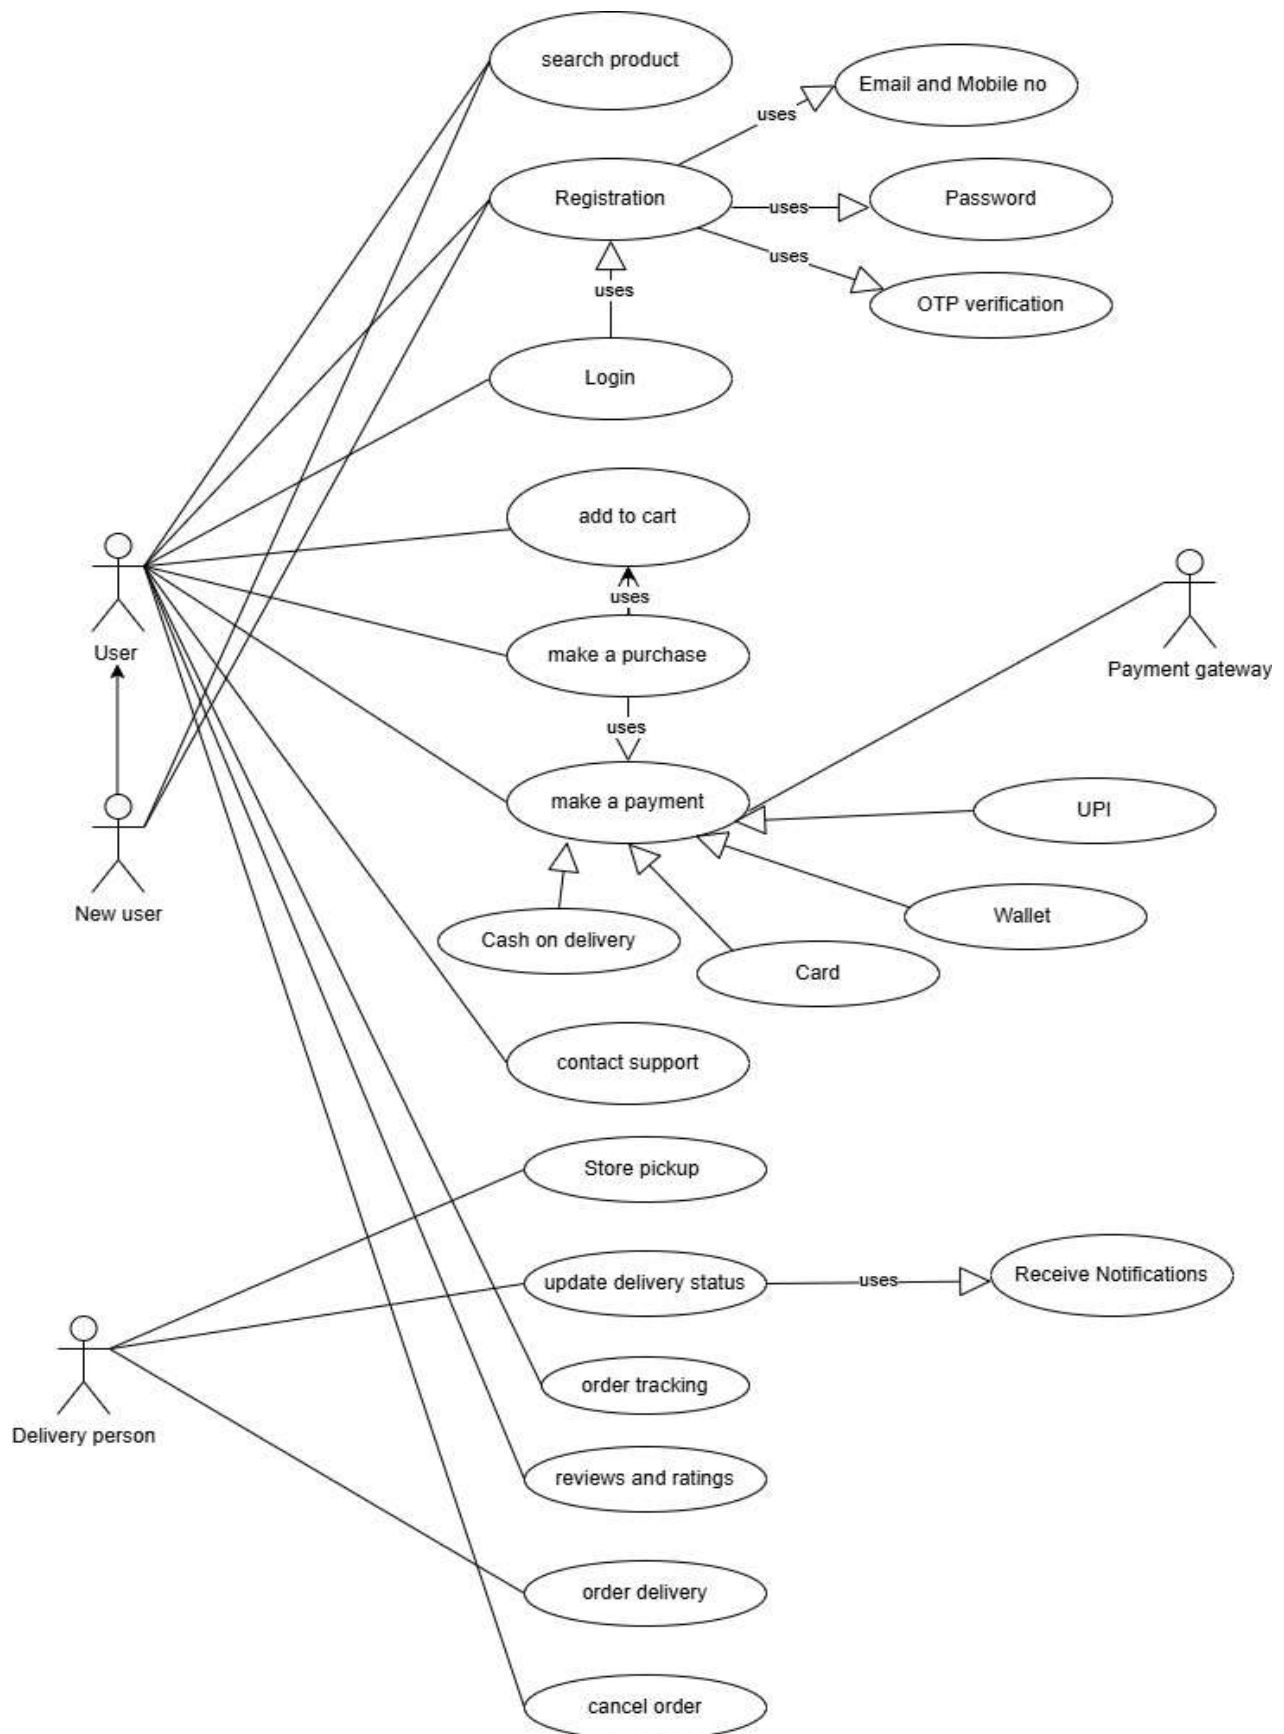 search product
Email and Mobile no
uses
Registration
uses
Password
uses
OTP verification
uses
Login
add to cart
uses
User
make a purchase
Payment gateway
uses
make a payment
UPI
New user
Cash on delivery
Wallet
Card
contact support
Store pickup
update delivery status
uses
Receive Notifications
order tracking
Delivery person
reviews and ratings
order delivery
cancel order